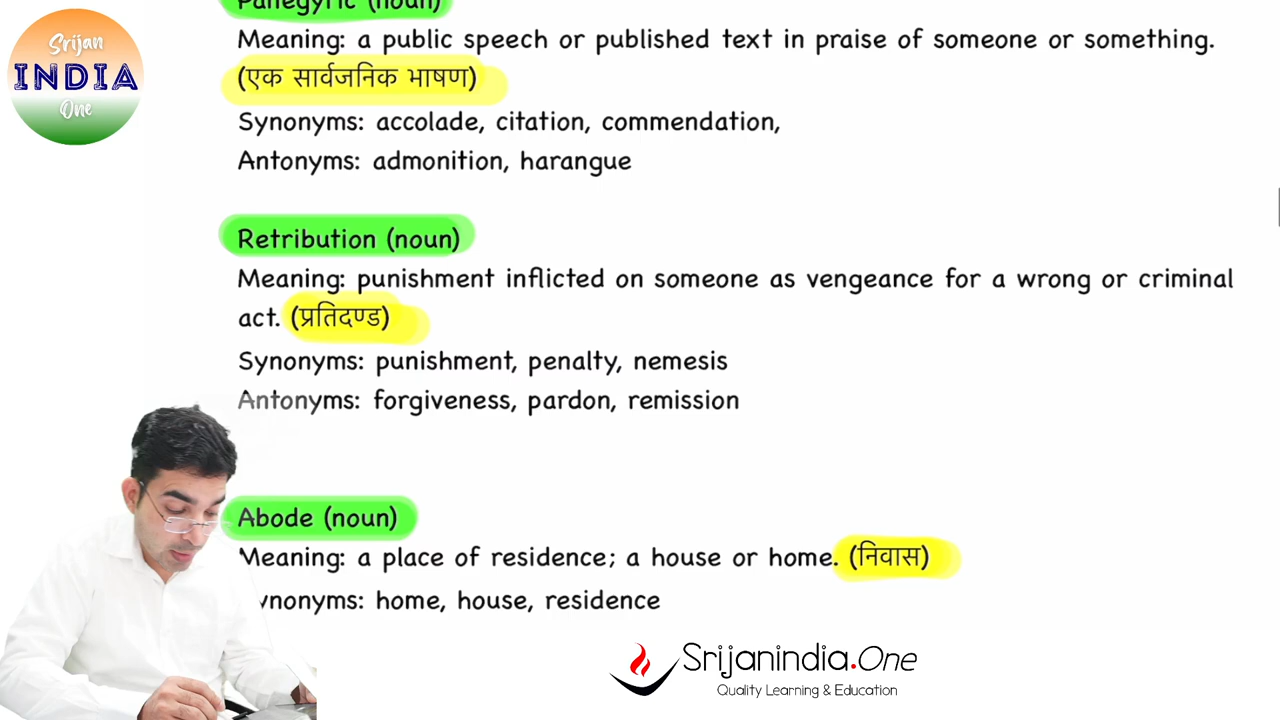 Srijan
INDIA
One
Panegyric (noun)
Meaning: a public speech or published text in praise of someone or something.
(एक सार्वजनिक भाषण)
Synonyms: accolade, citation, commendation,
Antonyms: admonition, harangue
Retribution (noun)
Meaning: punishment inflicted on someone as vengeance for a wrong or criminal
act. (प्रतिदण्ड)
Synonyms: punishment, penalty, nemesis
Antonyms: forgiveness, pardon, remission
Abode (noun)
Meaning: a place of residence; a house or home. (निवास)
Synonyms: home, house, residence
Srijanindia.One
Quality Learning & Education